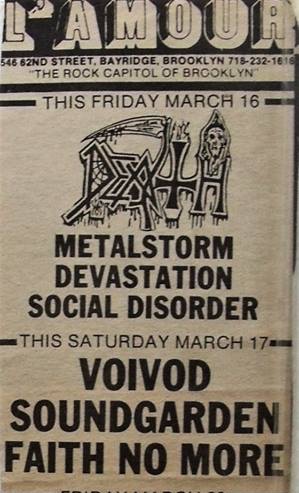 L'AMOUR
546 62ND STREET, BAYRIDGE, BROOKLYN 718-232-1616
"THE ROCK CAPITOL OF BROOKLYN"
THIS FRIDAY MARCH 16
DEATH
METALSTORM
DEVASTATION
SOCIAL DISORDER
THIS SATURDAY MARCH 17
VOIVOD
SOUNDGARDEN
FAITH NO MORE